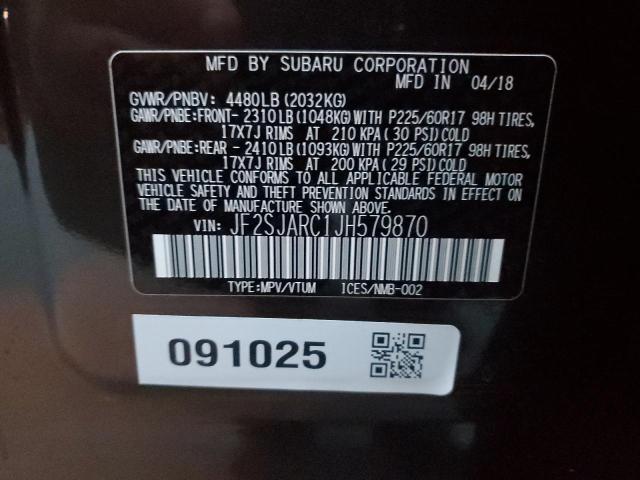 MFD BY SUBARU CORPORATION
MFD IN 04/18
GVWR/PNBV: 4480LB(2032KG)
GAWR/PNBE:FRONT- 2310LB(1048KG)WITH P225/60R17 98H TIRES,
17X7J RIMS AT 210 KPA(30 PSI)COLD
GAWR/PNBE:REAR - 2410LB(1093KG)WITH P225/60R17 98H TIRES,
17X7J RIMS AT 200 KPA(29 PSI)COLD
THIS VEHICLE CONFORMS TO ALL APPLICABLE FEDERAL MOTOR
VEHICLE SAFETY AND THEFT PREVENTION STANDARDS IN EFFECT
ON THE DATE OF MANUFACTURE SHOWN ABOVE.
VIN: JF2SJARC1JH579870
TYPE:MPV/VTUM ICES/NMB-002
091025